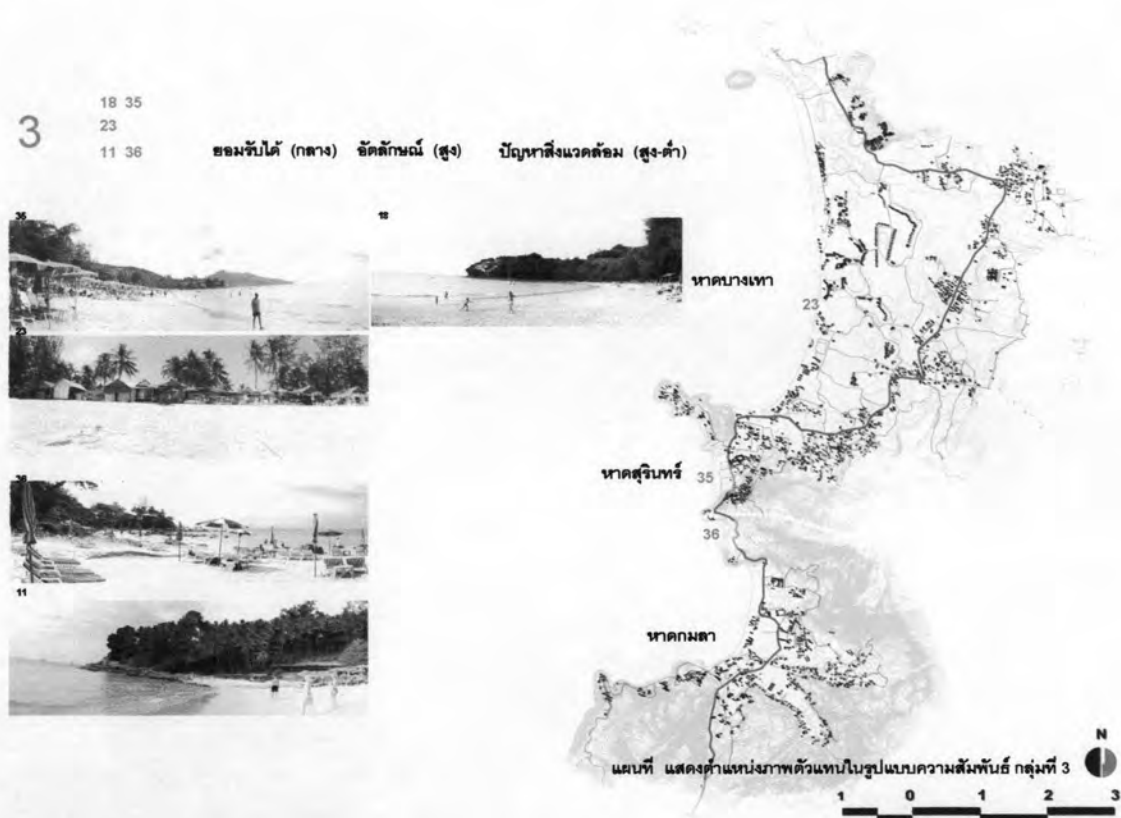 3
18 35
23
11 36
ยอมรับได้ (กลาง) อัตลักษณ์ (สูง) ปัญหาสิ่งแวดล้อม (สูง-ต่ำ)
18
หาดบางเทา
23
23
หาดสุรินทร์
35
36
11
หาดกมลา
แผนที่ แสดงตำแหน่งภาพตัวแทนในรูปแบบความสัมพันธ์ กลุ่มที่ 3
N
1 0 1 2 3